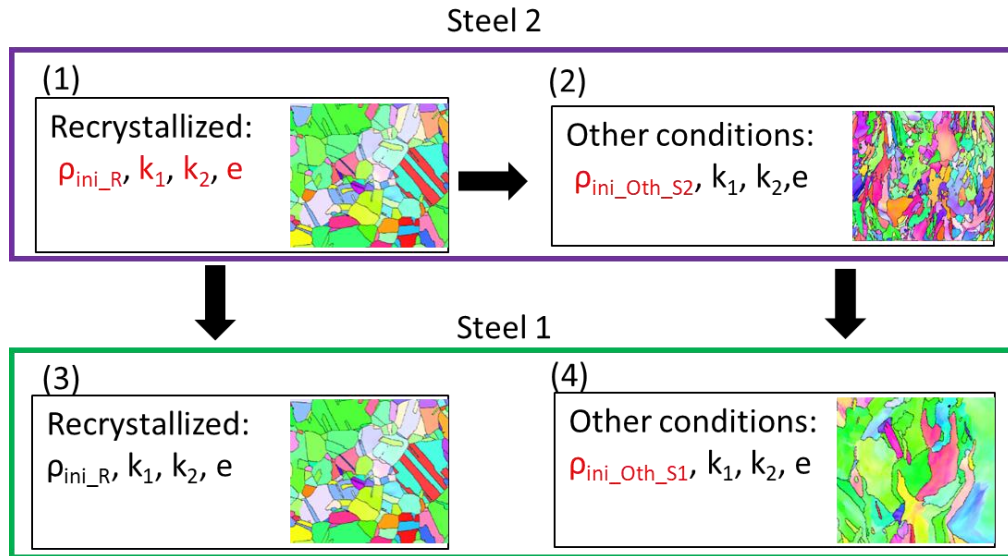 Steel 2
(1)
Recrystallized:
ρini_R, k1, k2, e
(2)
Other conditions:
ρini_Oth_S2, k1, k2,e
Steel 1
(3)
Recrystallized:
ρini_R, k1, k2, e
(4)
Other conditions:
ρini_Oth_S1, k1, k2, e